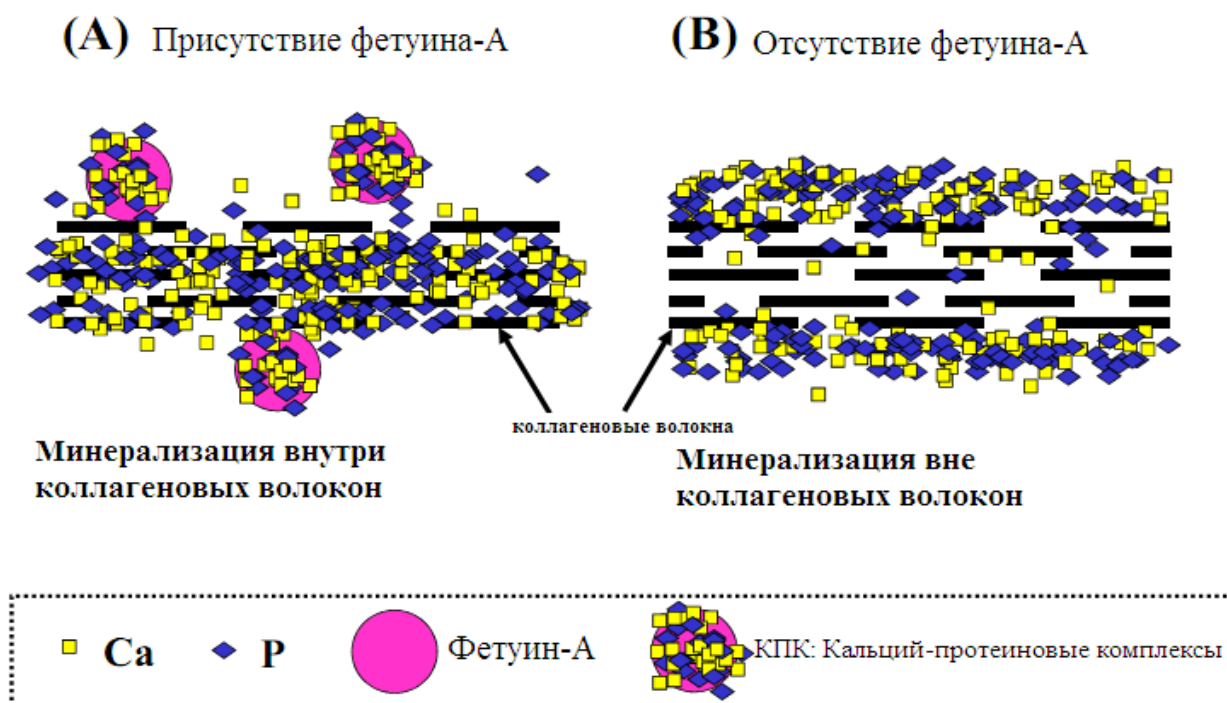 (A) Присутствие фетуина-А
(B) Отсутствие фетуина-А
коллагеновые волокна
Минерализация внутри
коллагеновых волокон
Минерализация вне
коллагеновых волокон
Ca
P
Фетуин-А
КПК: Кальций-протеиновые комплексы